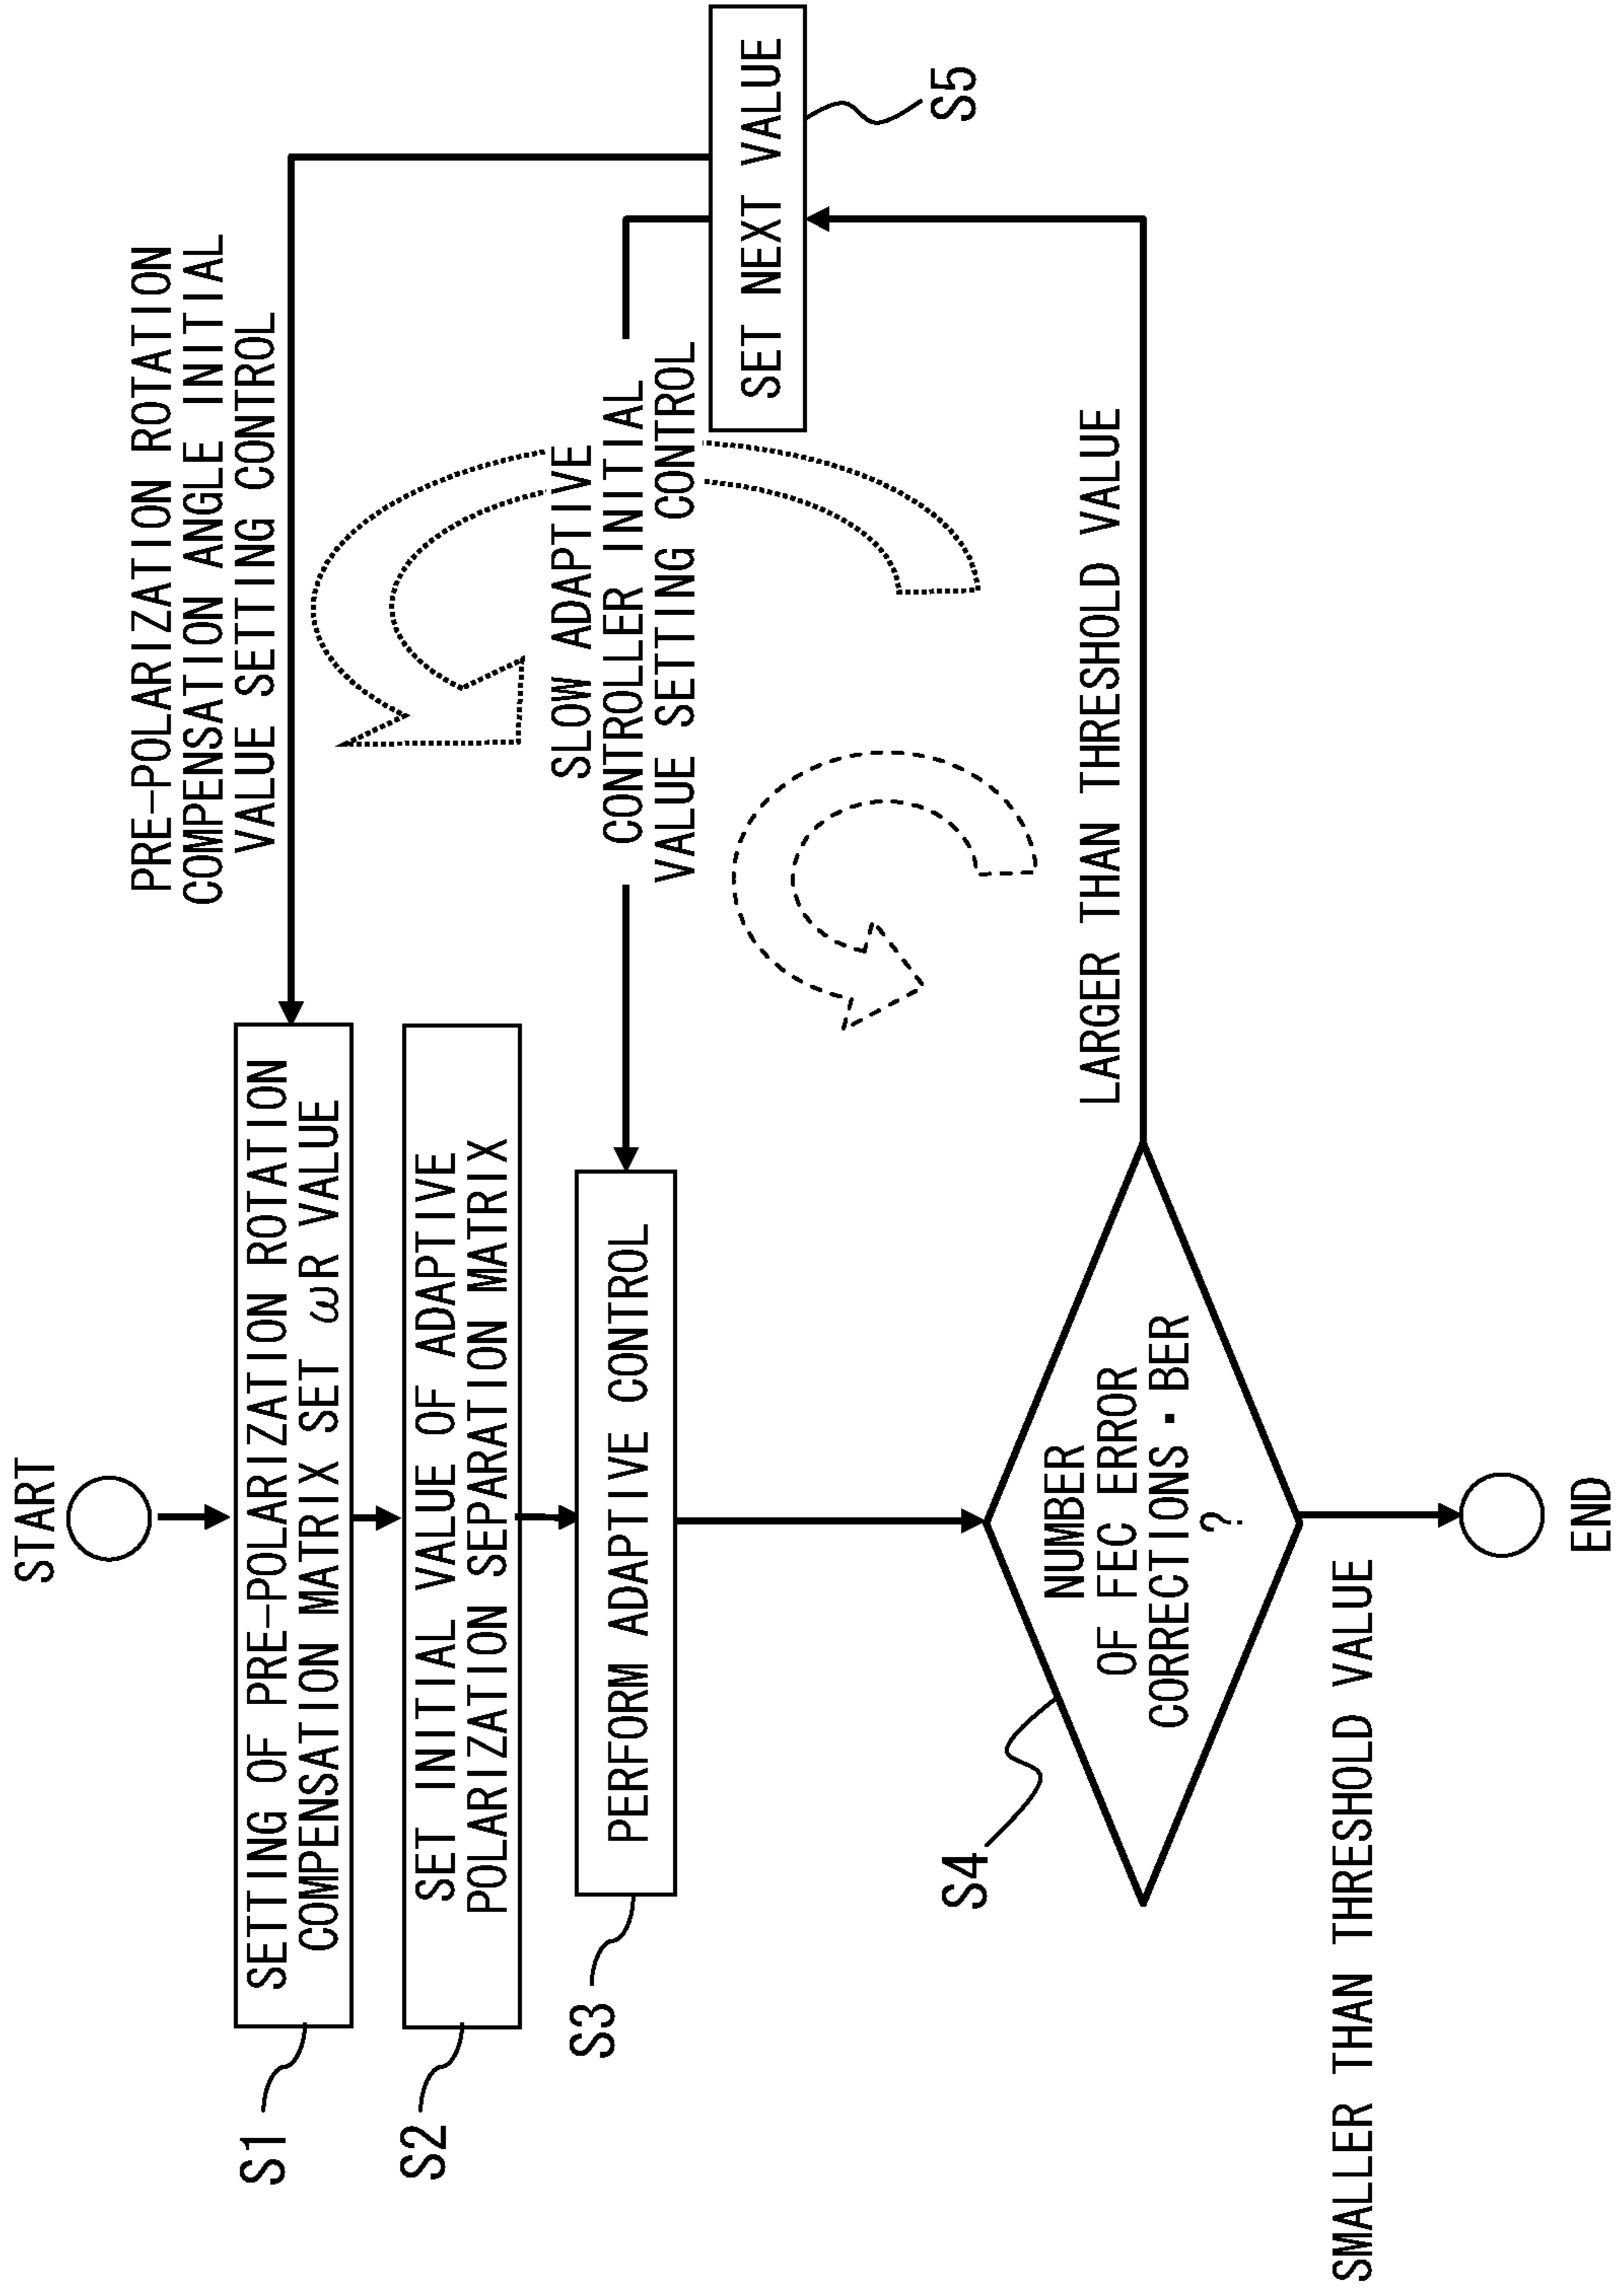 START
PRE-POLARIZATION ROTATION
COMPENSATION ANGLE INITIAL
VALUE SETTING CONTROL
S1
SETTING OF PRE-POLARIZATION ROTATION
COMPENSATION MATRIX SET ωR VALUE
S2
SET INITIAL VALUE OF ADAPTIVE
POLARIZATION SEPARATION MATRIX
SLOW ADAPTIVE
CONTROLLER INITIAL
VALUE SETTING CONTROL
S3
PERFORM ADAPTIVE CONTROL
SET NEXT VALUE
S5
S4
NUMBER
OF FEC ERROR
CORRECTIONS・BER
?
LARGER THAN THRESHOLD VALUE
SMALLER THAN THRESHOLD VALUE
END